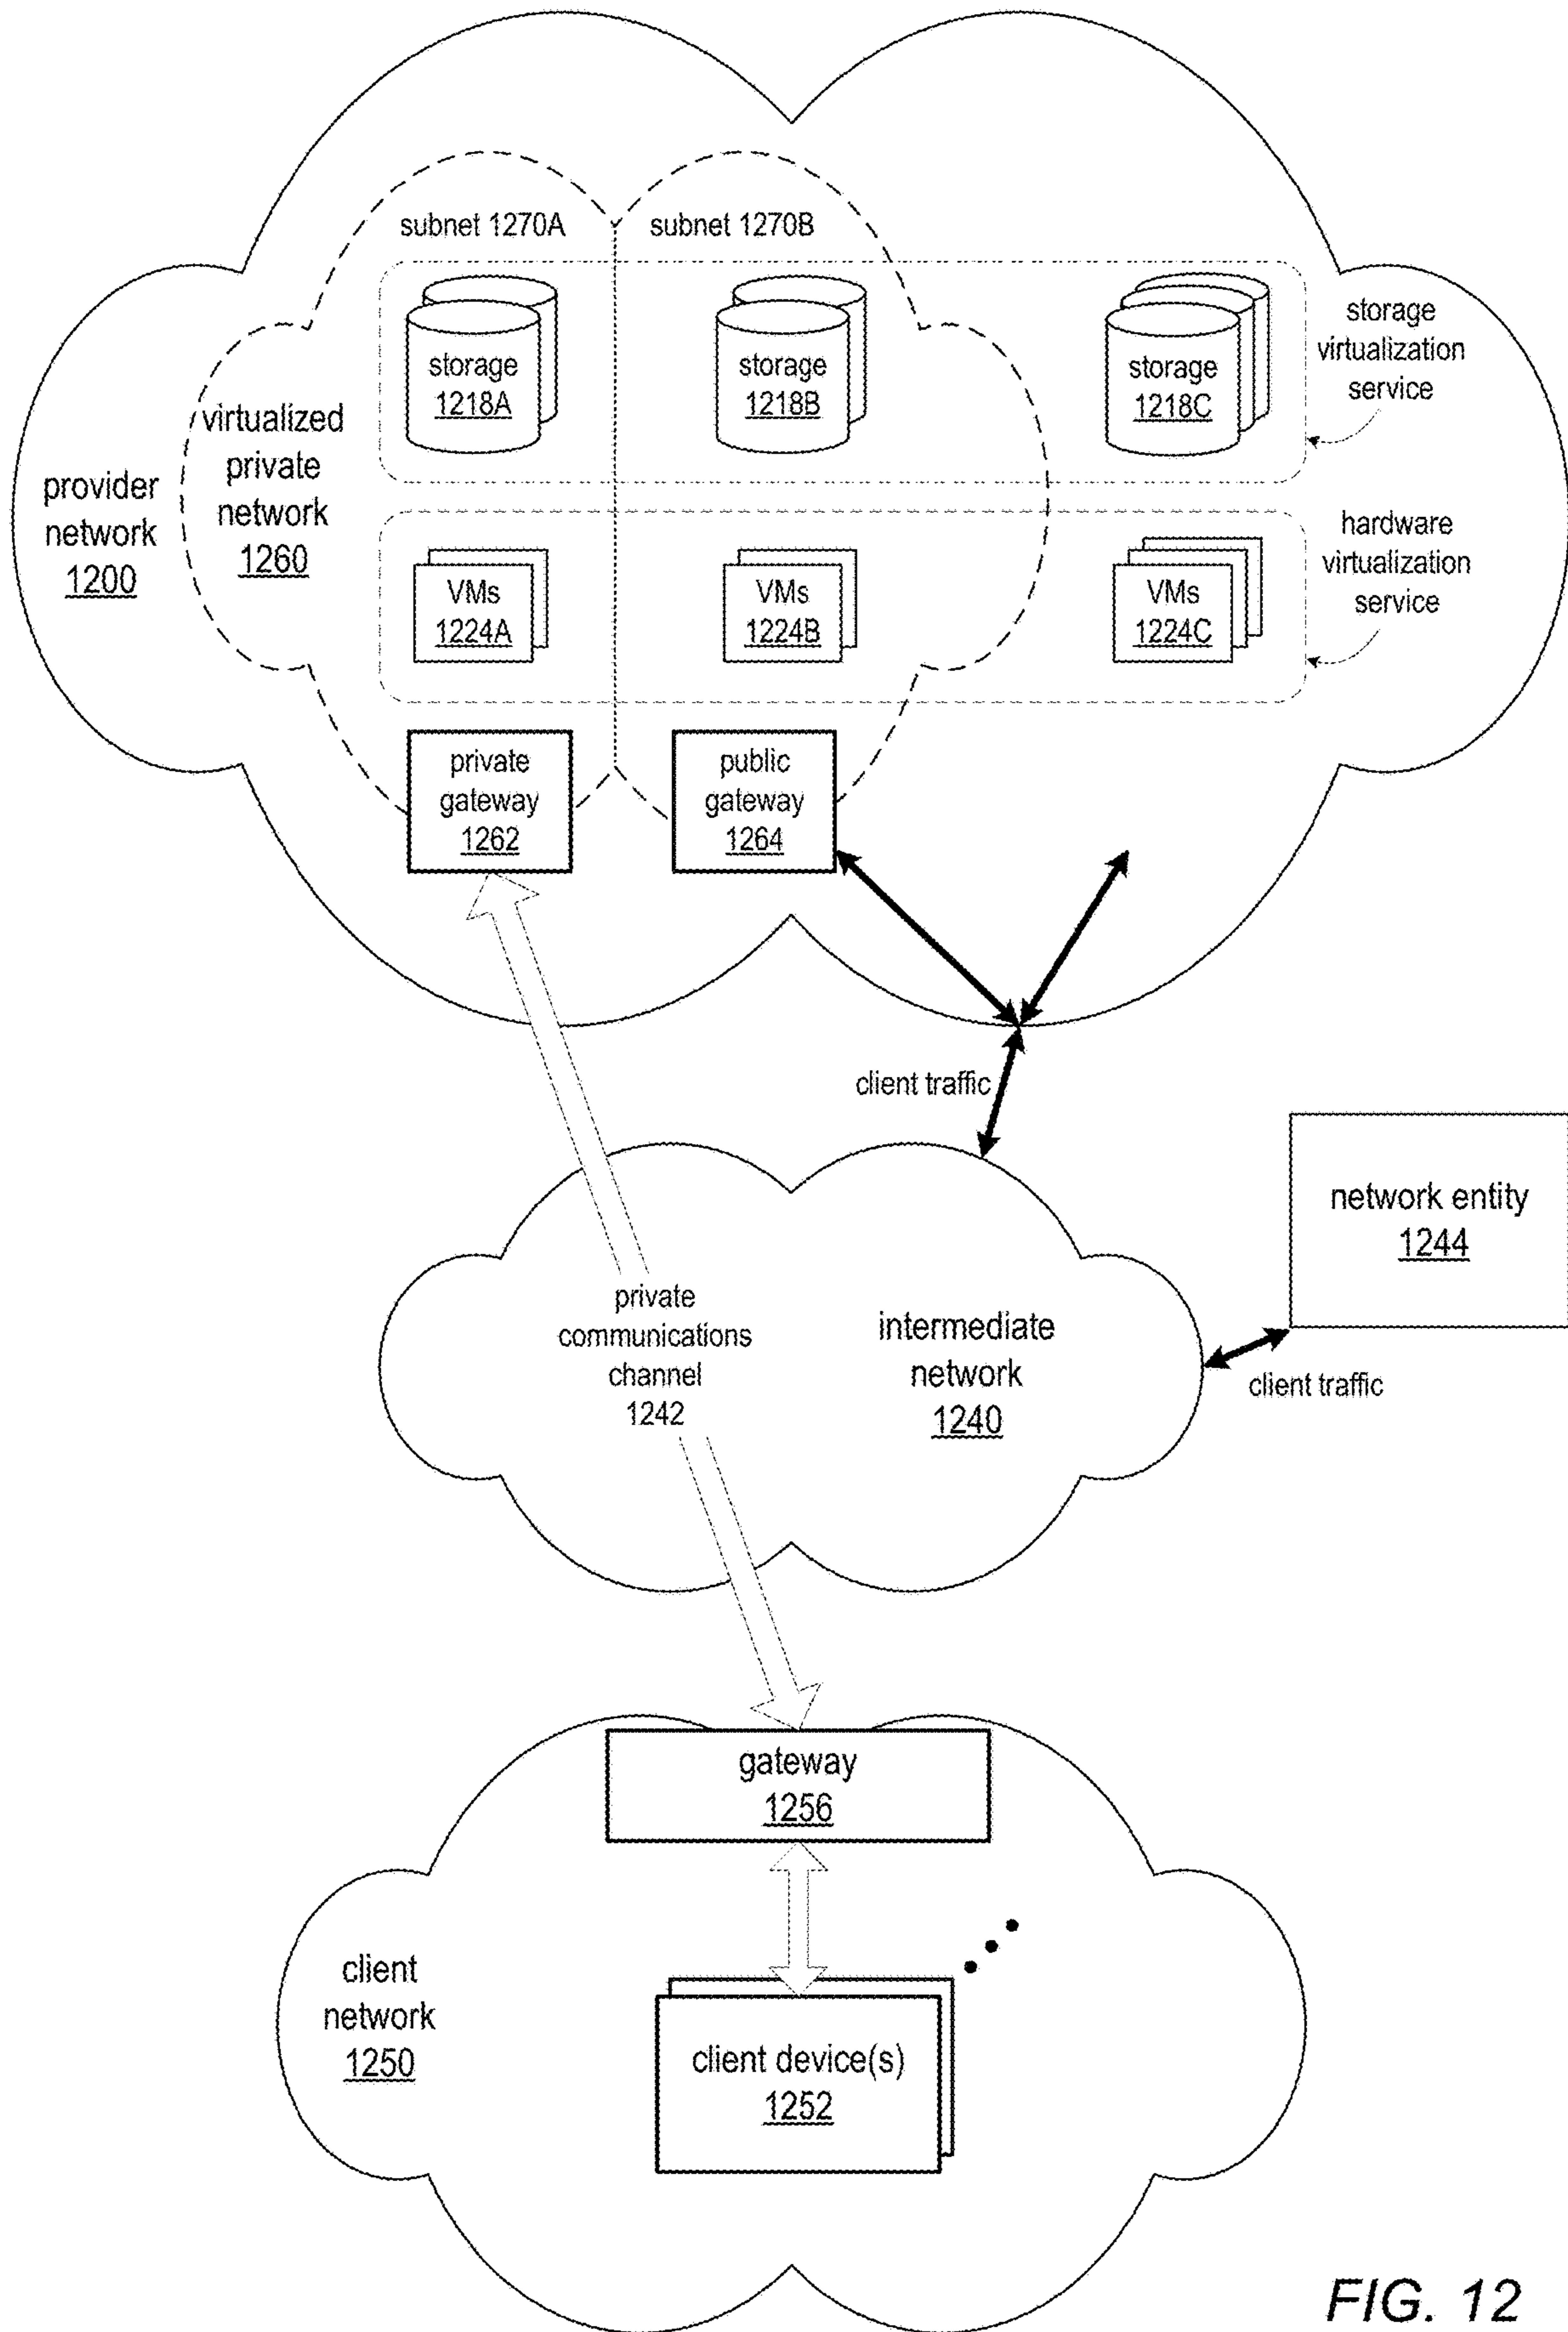 subnet 1270A
subnet 1270B
storage
1218A
storage
1218B
storage
1218C
storage
virtualization
service
virtualized
private
network
1260
provider
network
1200
VMs
1224A
VMs
1224B
VMs
1224C
hardware
virtualization
service
private
gateway
1262
public
gateway
1264
client traffic
network entity
1244
client traffic
private
communications
channel
1242
intermediate
network
1240
gateway
1256
client
network
1250
client device(s)
1252
FIG. 12